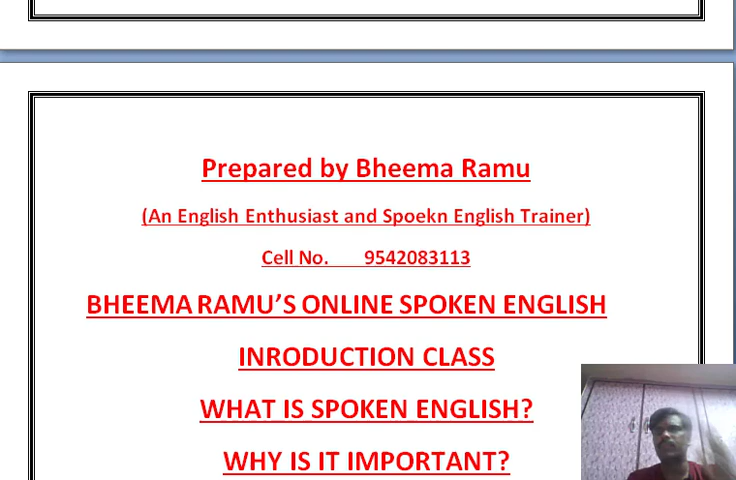 Prepared by Bheema Ramu
(An English Enthusiast and Spoekn English Trainer)
Cell No. 9542083113
BHEEMA RAMU'S ONLINE SPOKEN ENGLISH
INRODUCTION CLASS
WHAT IS SPOKEN ENGLISH?
WHY IS IT IMPORTANT?